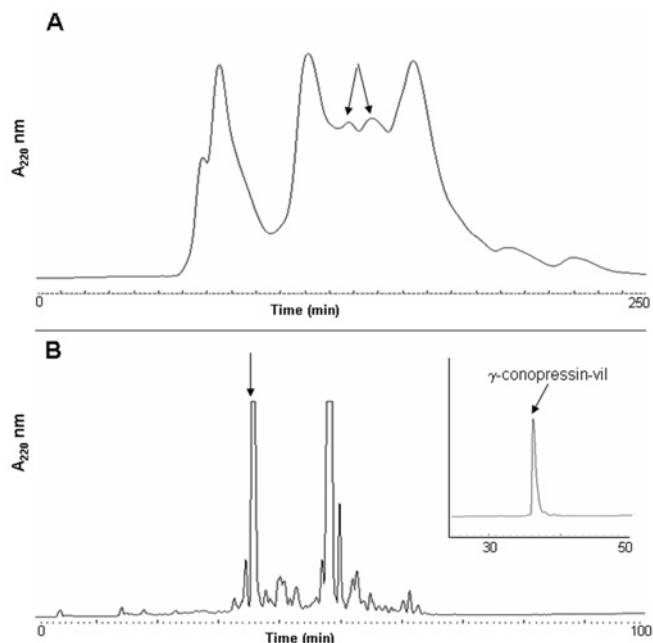 A
A220 nm
0
250
Time (min)
B
A220 nm
γ-conopressin-vil
30
50
0
100
Time (min)